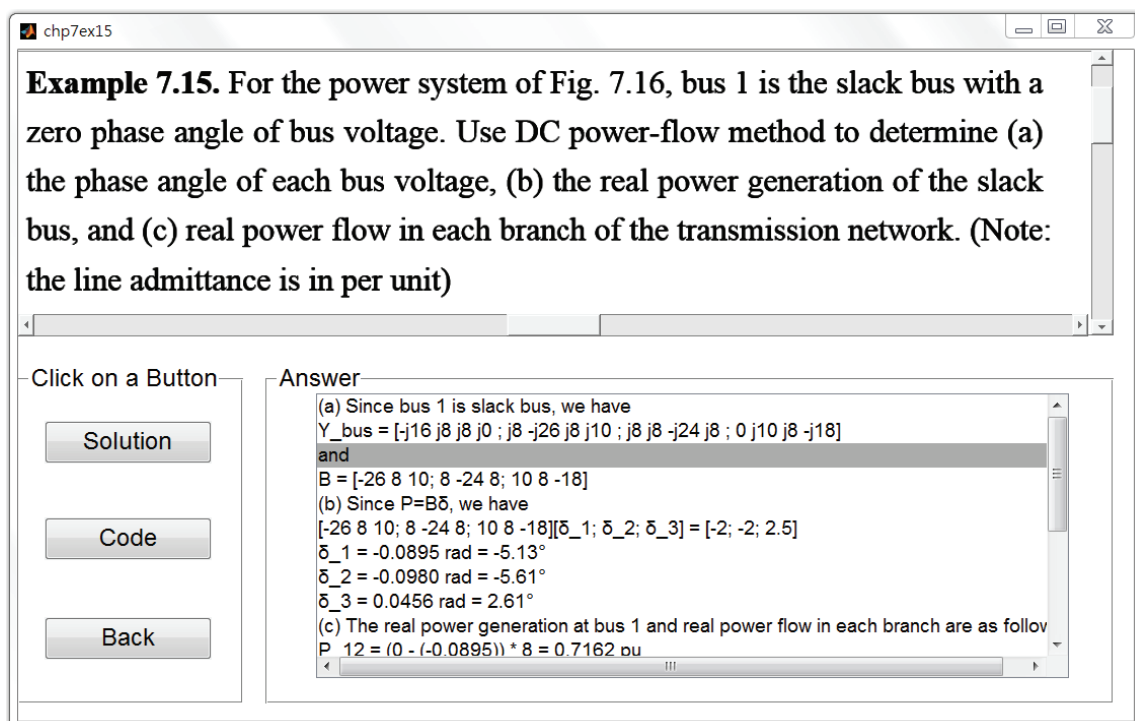 chp7ex15
Example 7.15. For the power system of Fig. 7.16, bus 1 is the slack bus with a
zero phase angle of bus voltage. Use DC power-flow method to determine (a)
the phase angle of each bus voltage, (b) the real power generation of the slack
bus, and (c) real power flow in each branch of the transmission network. (Note:
the line admittance is in per unit)
Click on a Button
Solution
Code
Back
Answer
(a) Since bus 1 is slack bus, we have
Y_bus = [-j16 j8 j8 j0 ; j8 -j26 j8 j10 ; j8 j8 -j24 j8 ; 0 j10 j8 -j18]
and
B = [-26 8 10; 8 -24 8; 10 8 -18]
(b) Since P=Bδ, we have
[-26 8 10; 8 -24 8; 10 8 -18][δ_1; δ_2; δ_3] = [-2; -2; 2.5]
δ_1 = -0.0895 rad = -5.13°
δ_2 = -0.0980 rad = -5.61°
δ_3 = 0.0456 rad = 2.61°
(c) The real power generation at bus 1 and real power flow in each branch are as follow
P_12 = (0 - (-0.0895)) * 8 = 0.7162 pu